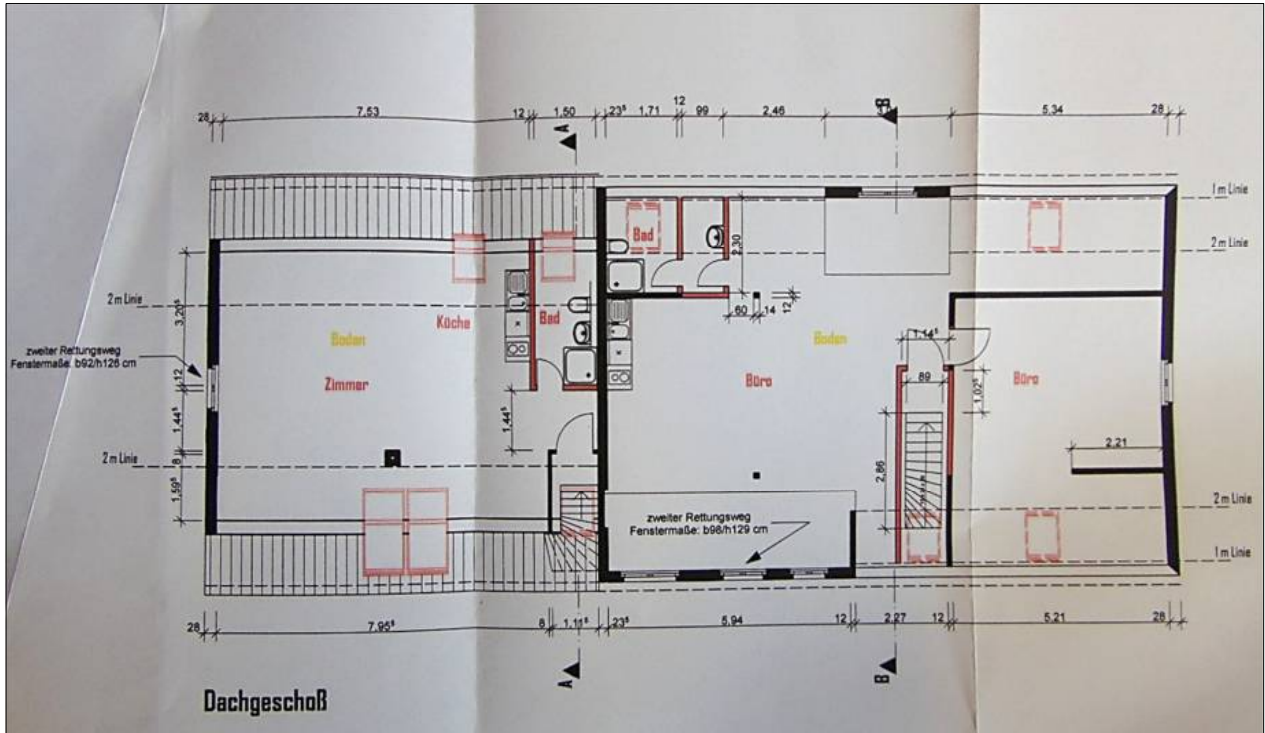 28 7,53 12 1,50 23⁵ 1,71 12 99 2,46 B 5,34 28
A
1 m Linie
2 m Linie
Bad
2,30
2 m Linie
3,20⁵
Küche
Bad
60 14 12
Boden
Boden
1,14⁵
zweiter Rettungsweg
Fenstermaße: b92/h126 cm
Zimmer
Büro
89
Büro
12
1,02⁵
1,44⁵
1,44⁵
2,21
2 m Linie
8
2,86
1,59⁵
2 m Linie
zweiter Rettungsweg
Fenstermaße: b98/h129 cm
1 m Linie
28 7,95⁵ 8 1,11⁵ 23⁵ 5,94 12 2,27 12 5,21 28
A
B
Dachgeschoß